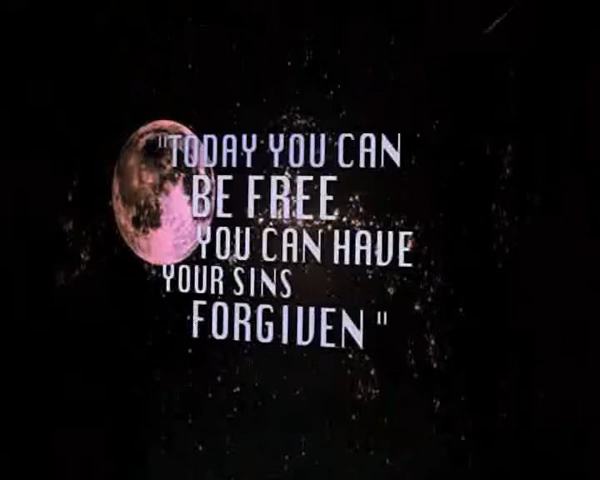 "TODAY YOU CAN
BE FREE
YOU CAN HAVE
YOUR SINS
FORGIVEN "